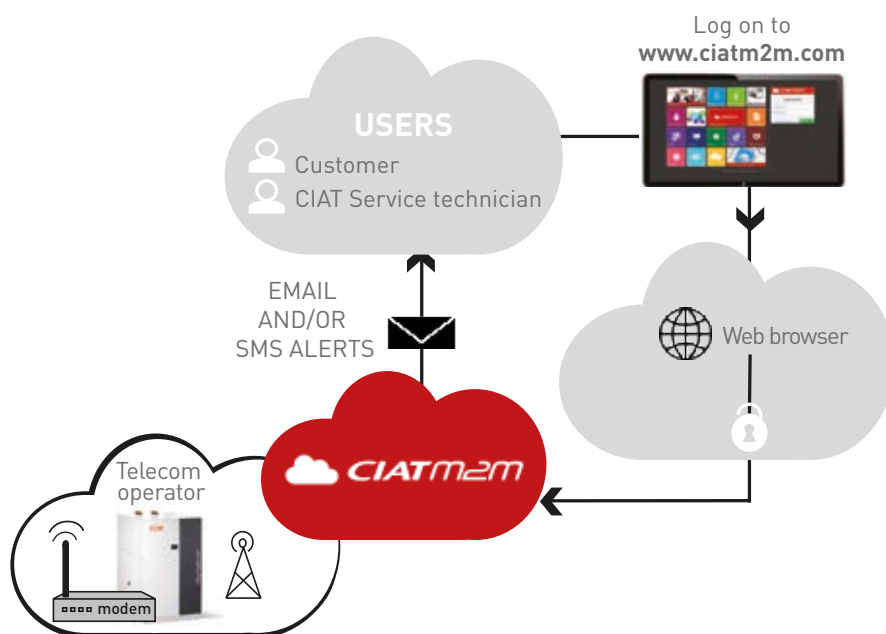 Log on to
www.ciatm2m.com
USERS
Customer
CIAT Service technician
EMAIL
AND/OR
SMS ALERTS
Web browser
CIATM2M
Telecom
operator
modem